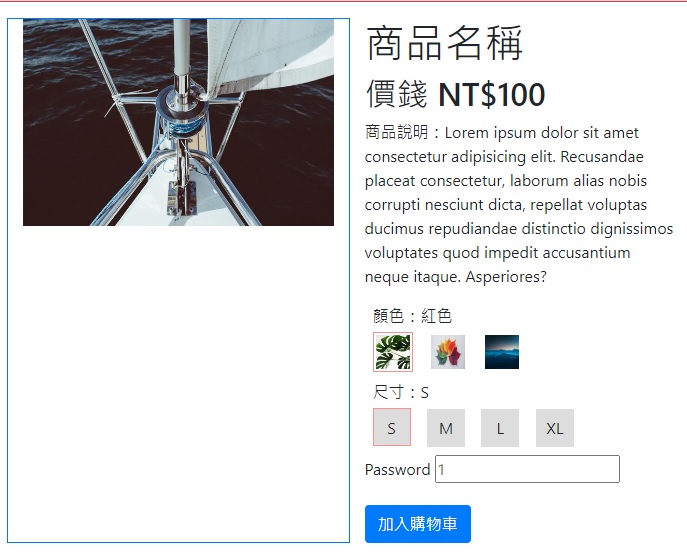 商品名稱
價錢 NT$100
商品說明：Lorem ipsum dolor sit amet
consectetur adipisicing elit. Recusandae
placeat consectetur, laborum alias nobis
corrupti nesciunt dicta, repellat voluptas
ducimus repudiandae distinctio dignissimos
voluptates quod impedit accusantium
neque itaque. Asperiores?
顏色：紅色
尺寸：S
S M L XL
Password 1
加入購物車